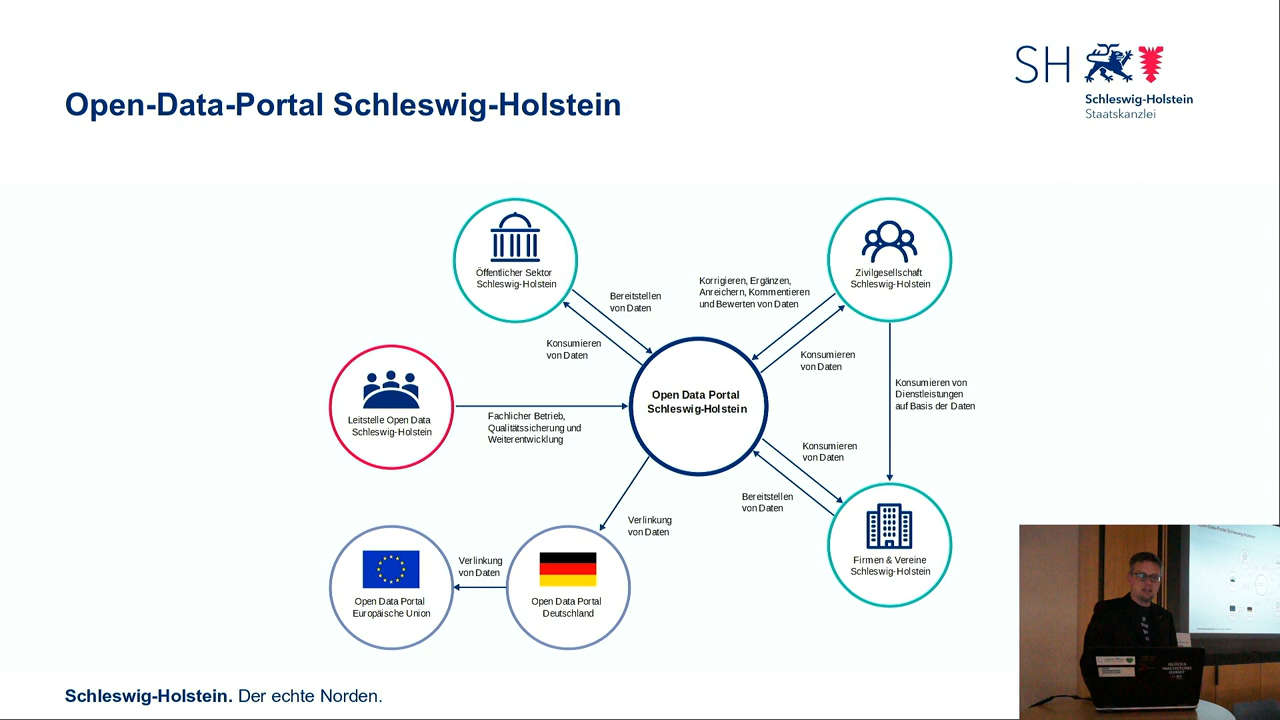 SH
Schleswig-Holstein
Staatskanzlei
Open-Data-Portal Schleswig-Holstein
Öffentlicher Sektor
Schleswig-Holstein
Zivilgesellschaft
Schleswig-Holstein
Bereitstellen
von Daten
Korrigieren, Ergänzen,
Anreichern, Kommentieren
und Bewerten von Daten
Konsumieren
von Daten
Konsumieren
von Daten
Leitstelle Open Data
Schleswig-Holstein
Fachlicher Betrieb,
Qualitätssicherung und
Weiterentwicklung
Open Data Portal
Schleswig-Holstein
Konsumieren von
Dienstleistungen
auf Basis der Daten
Konsumieren
von Daten
Bereitstellen
von Daten
Verlinkung
von Daten
Verlinkung
von Daten
Open Data Portal
Europäische Union
Open Data Portal
Deutschland
Firmen & Vereine
Schleswig-Holstein
Schleswig-Holstein. Der echte Norden.